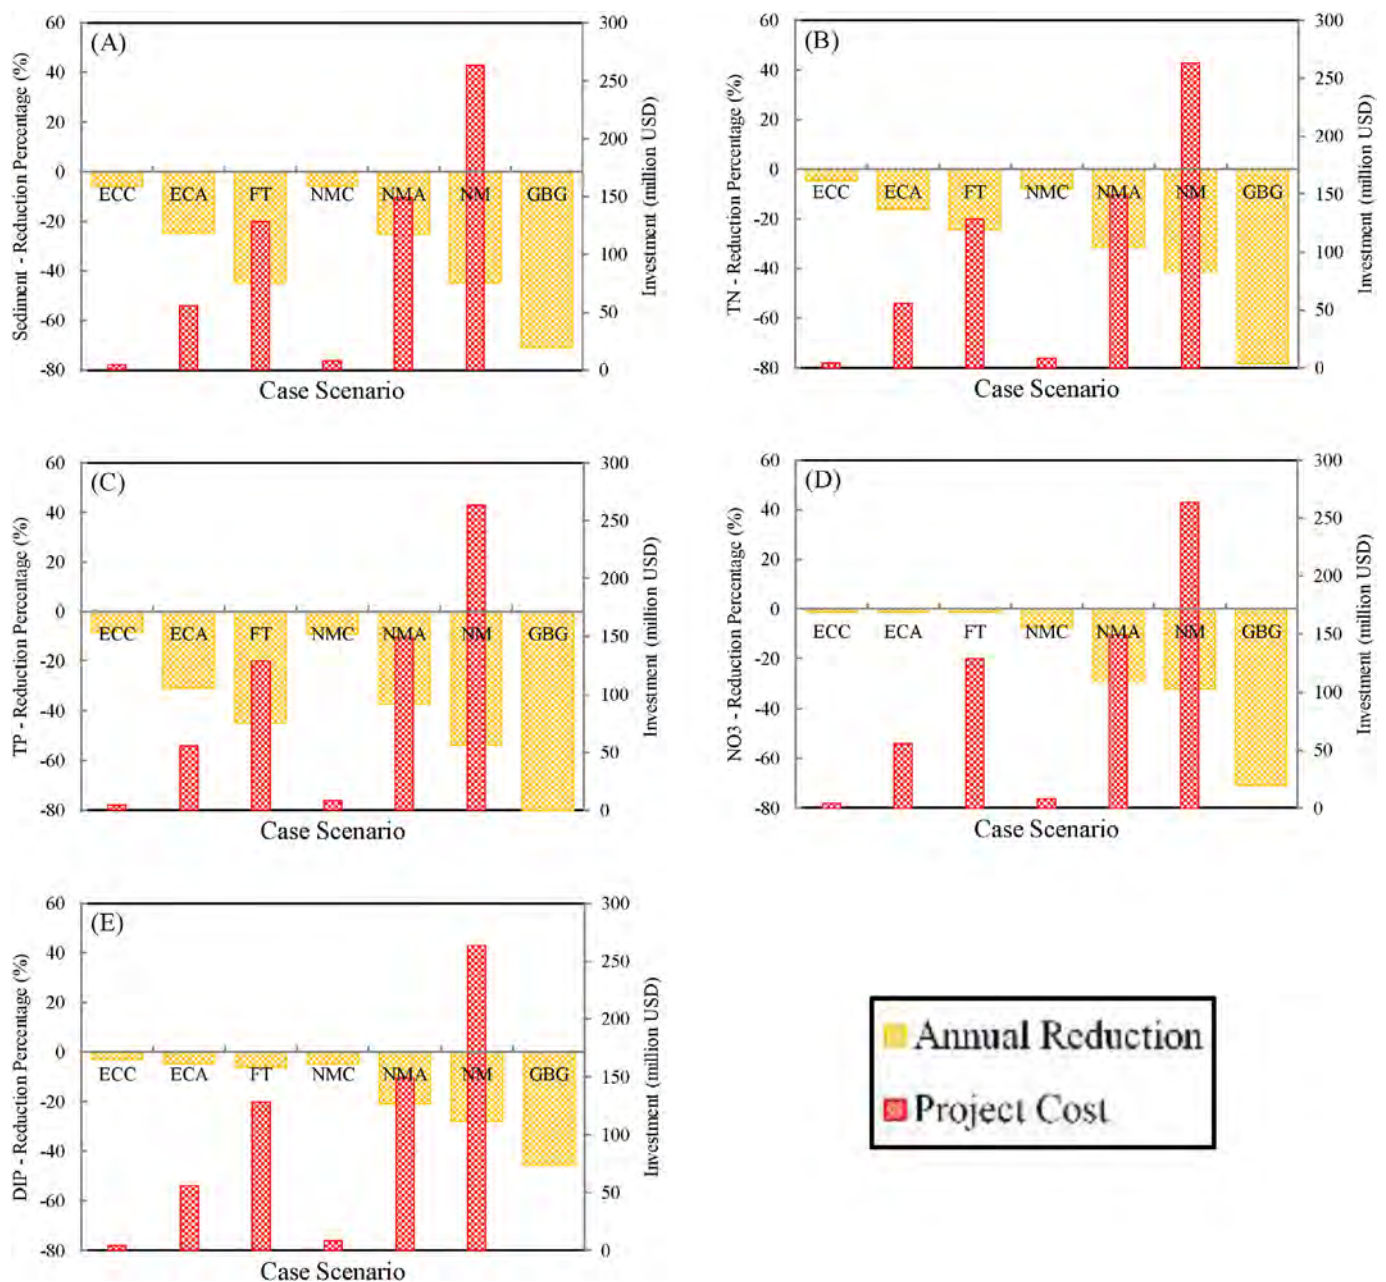 (A)
Sediment - Reduction Percentage (%)
60
40
20
0
-20
-40
-60
-80
ECC ECA FT NMC NMA NM GBG
300
250
200
150
100
50
0
Investment (million USD)
Case Scenario
(B)
TN - Reduction Percentage (%)
60
40
20
0
-20
-40
-60
-80
ECC ECA FT NMC NMA NM GBG
300
250
200
150
100
50
0
Investment (million USD)
Case Scenario
(C)
TP - Reduction Percentage (%)
60
40
20
0
-20
-40
-60
-80
ECC ECA FT NMC NMA NM GBG
300
250
200
150
100
50
0
Investment (million USD)
Case Scenario
(D)
NO3 - Reduction Percentage (%)
60
40
20
0
-20
-40
-60
-80
ECC ECA FT NMC NMA NM GBG
300
250
200
150
100
50
0
Investment (million USD)
Case Scenario
(E)
DIP - Reduction Percentage (%)
60
40
20
0
-20
-40
-60
-80
ECC ECA FT NMC NMA NM GBG
300
250
200
150
100
50
0
Investment (million USD)
Case Scenario
Annual Reduction
Project Cost